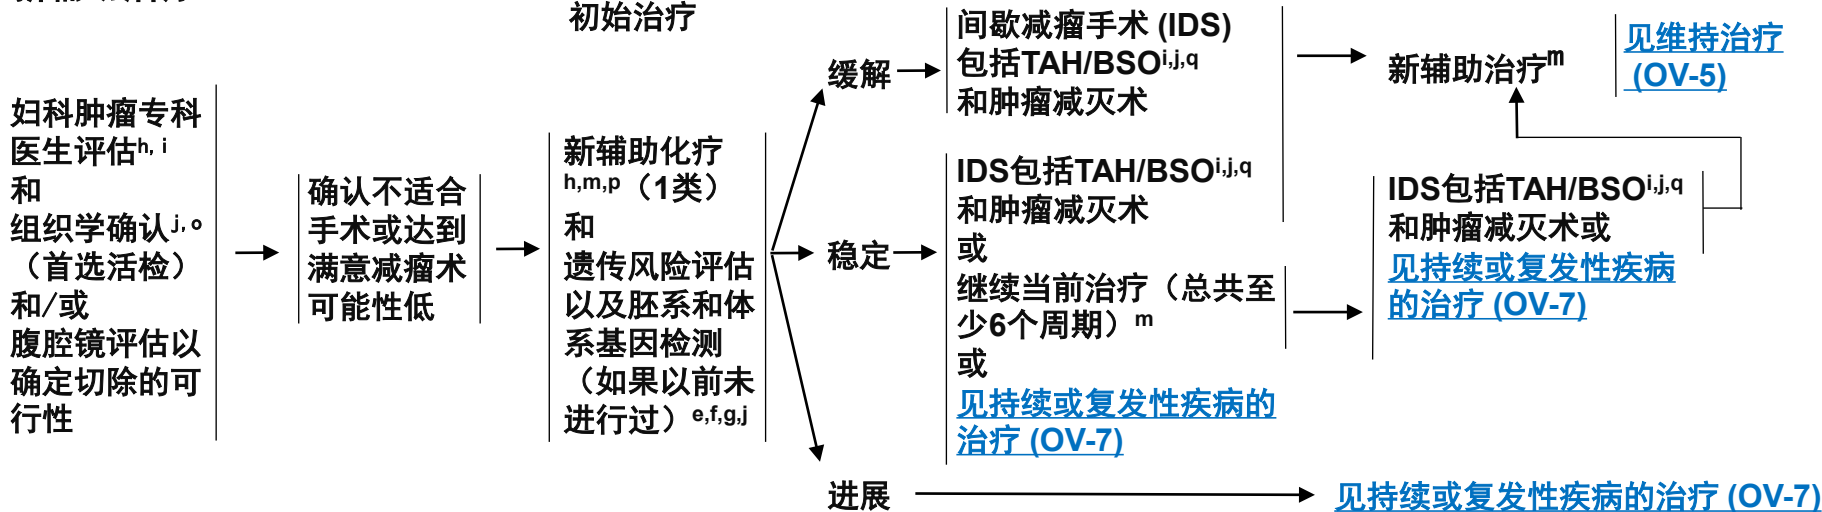 初始治疗
妇科肿瘤专科
医生评估h, i
和
组织学确认j, o
（首选活检）
和/或
腹腔镜评估以
确定切除的可
行性
确认不适合
手术或达到
满意减瘤术
可能性低
新辅助化疗
h,m,p（1类）
和
遗传风险评估
以及胚系和体
系基因检测
（如果以前未
进行过）e,f,g,j
缓解
间歇减瘤手术 (IDS)
包括TAH/BSOi,j,q
和肿瘤减灭术
新辅助治疗m
见维持治疗
(OV-5)
稳定
IDS包括TAH/BSOi,j,q
和肿瘤减灭术
或
继续当前治疗（总共至
少6个周期）m
或
见持续或复发性疾病的
治疗 (OV-7)
IDS包括TAH/BSOi,j,q
和肿瘤减灭术或
见持续或复发性疾病
的治疗 (OV-7)
进展
见持续或复发性疾病的治疗 (OV-7)